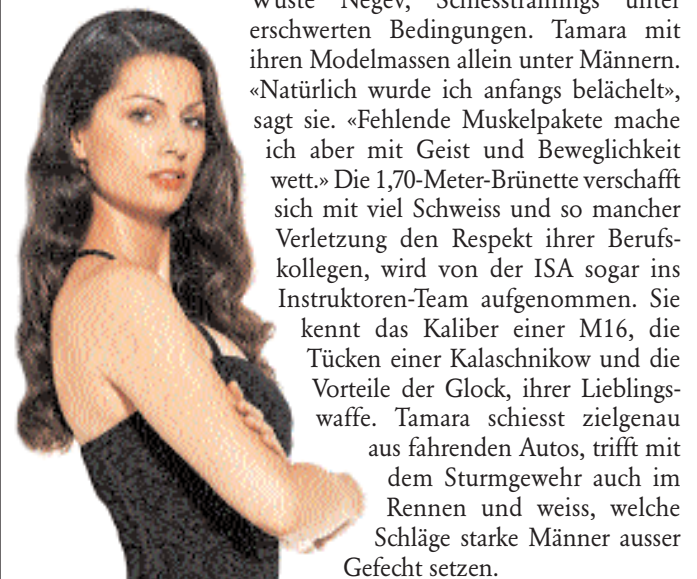 Wüste Negev, Schiesstrainings unter
erschwerten Bedingungen. Tamara mit
ihren Modelmassen allein unter Männern.
«Natürlich wurde ich anfangs belächelt»,
sagt sie. «Fehlende Muskelpakete mache
ich aber mit Geist und Beweglichkeit
wett.» Die 1,70-Meter-Brünette verschafft
sich mit viel Schweiss und so mancher
Verletzung den Respekt ihrer Berufs-
kollegen, wird von der ISA sogar ins
Instruktoren-Team aufgenommen. Sie
kennt das Kaliber einer M16, die
Tücken einer Kalaschnikow und die
Vorteile der Glock, ihrer Lieblings-
waffe. Tamara schiesst zielgenau
aus fahrenden Autos, trifft mit
dem Sturmgewehr auch im
Rennen und weiss, welche
Schläge starke Männer ausser
Gefecht setzen.